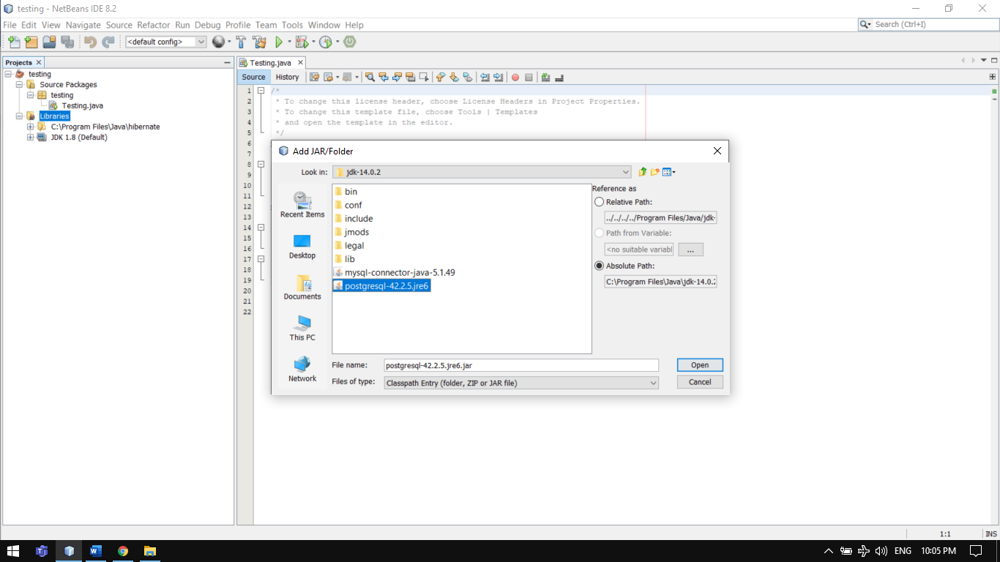 testing - NetBeans IDE 8.2
File Edit View Navigate Source Refactor Run Debug Profile Team Tools Window Help
Search (Ctrl+I)
<default config>
Projects
testing
Source Packages
testing
Testing.java
Libraries
C:\Program Files\Java\hibernate
JDK 1.8 (Default)
Testing.java
Source History
1 /*
2 * To change this license header, choose License Headers in Project Properties.
3 * To change this template file, choose Tools | Templates
4 * and open the template in the editor.
5 */
6
7
8
9
10
11
12
13
14
15
16
17
18
19
20
21
22
Add JAR/Folder
Look in: jdk-14.0.2
Recent Items
Desktop
Documents
This PC
Network
bin
conf
include
jmods
legal
lib
mysql-connector-java-5.1.49
postgresql-42.2.5.jre6
Reference as
Relative Path:
../../../../Program Files/Java/jdk-
Path from Variable:
<no suitable variabl ...
Absolute Path:
C:\Program Files\Java\jdk-14.0.2
File name: postgresql-42.2.5.jre6.jar
Open
Files of type: Classpath Entry (folder, ZIP or JAR file)
Cancel
1:1 INS
ENG 10:05 PM